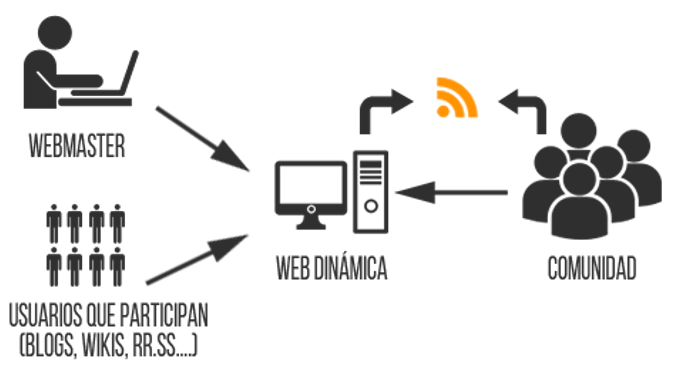 WEBMASTER
WEB DINÁMICA
COMUNIDAD
USUARIOS QUE PARTICIPAN
(BLOGS, WIKIS, RR.SS....)